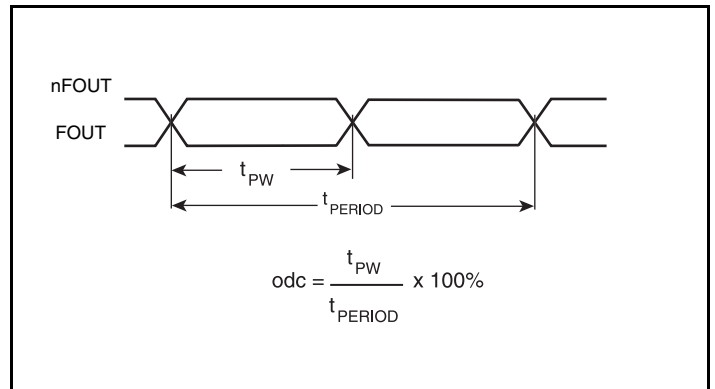 nFOUT
FOUT
tPW
tPERIOD
odc = tPW / tPERIOD x 100%